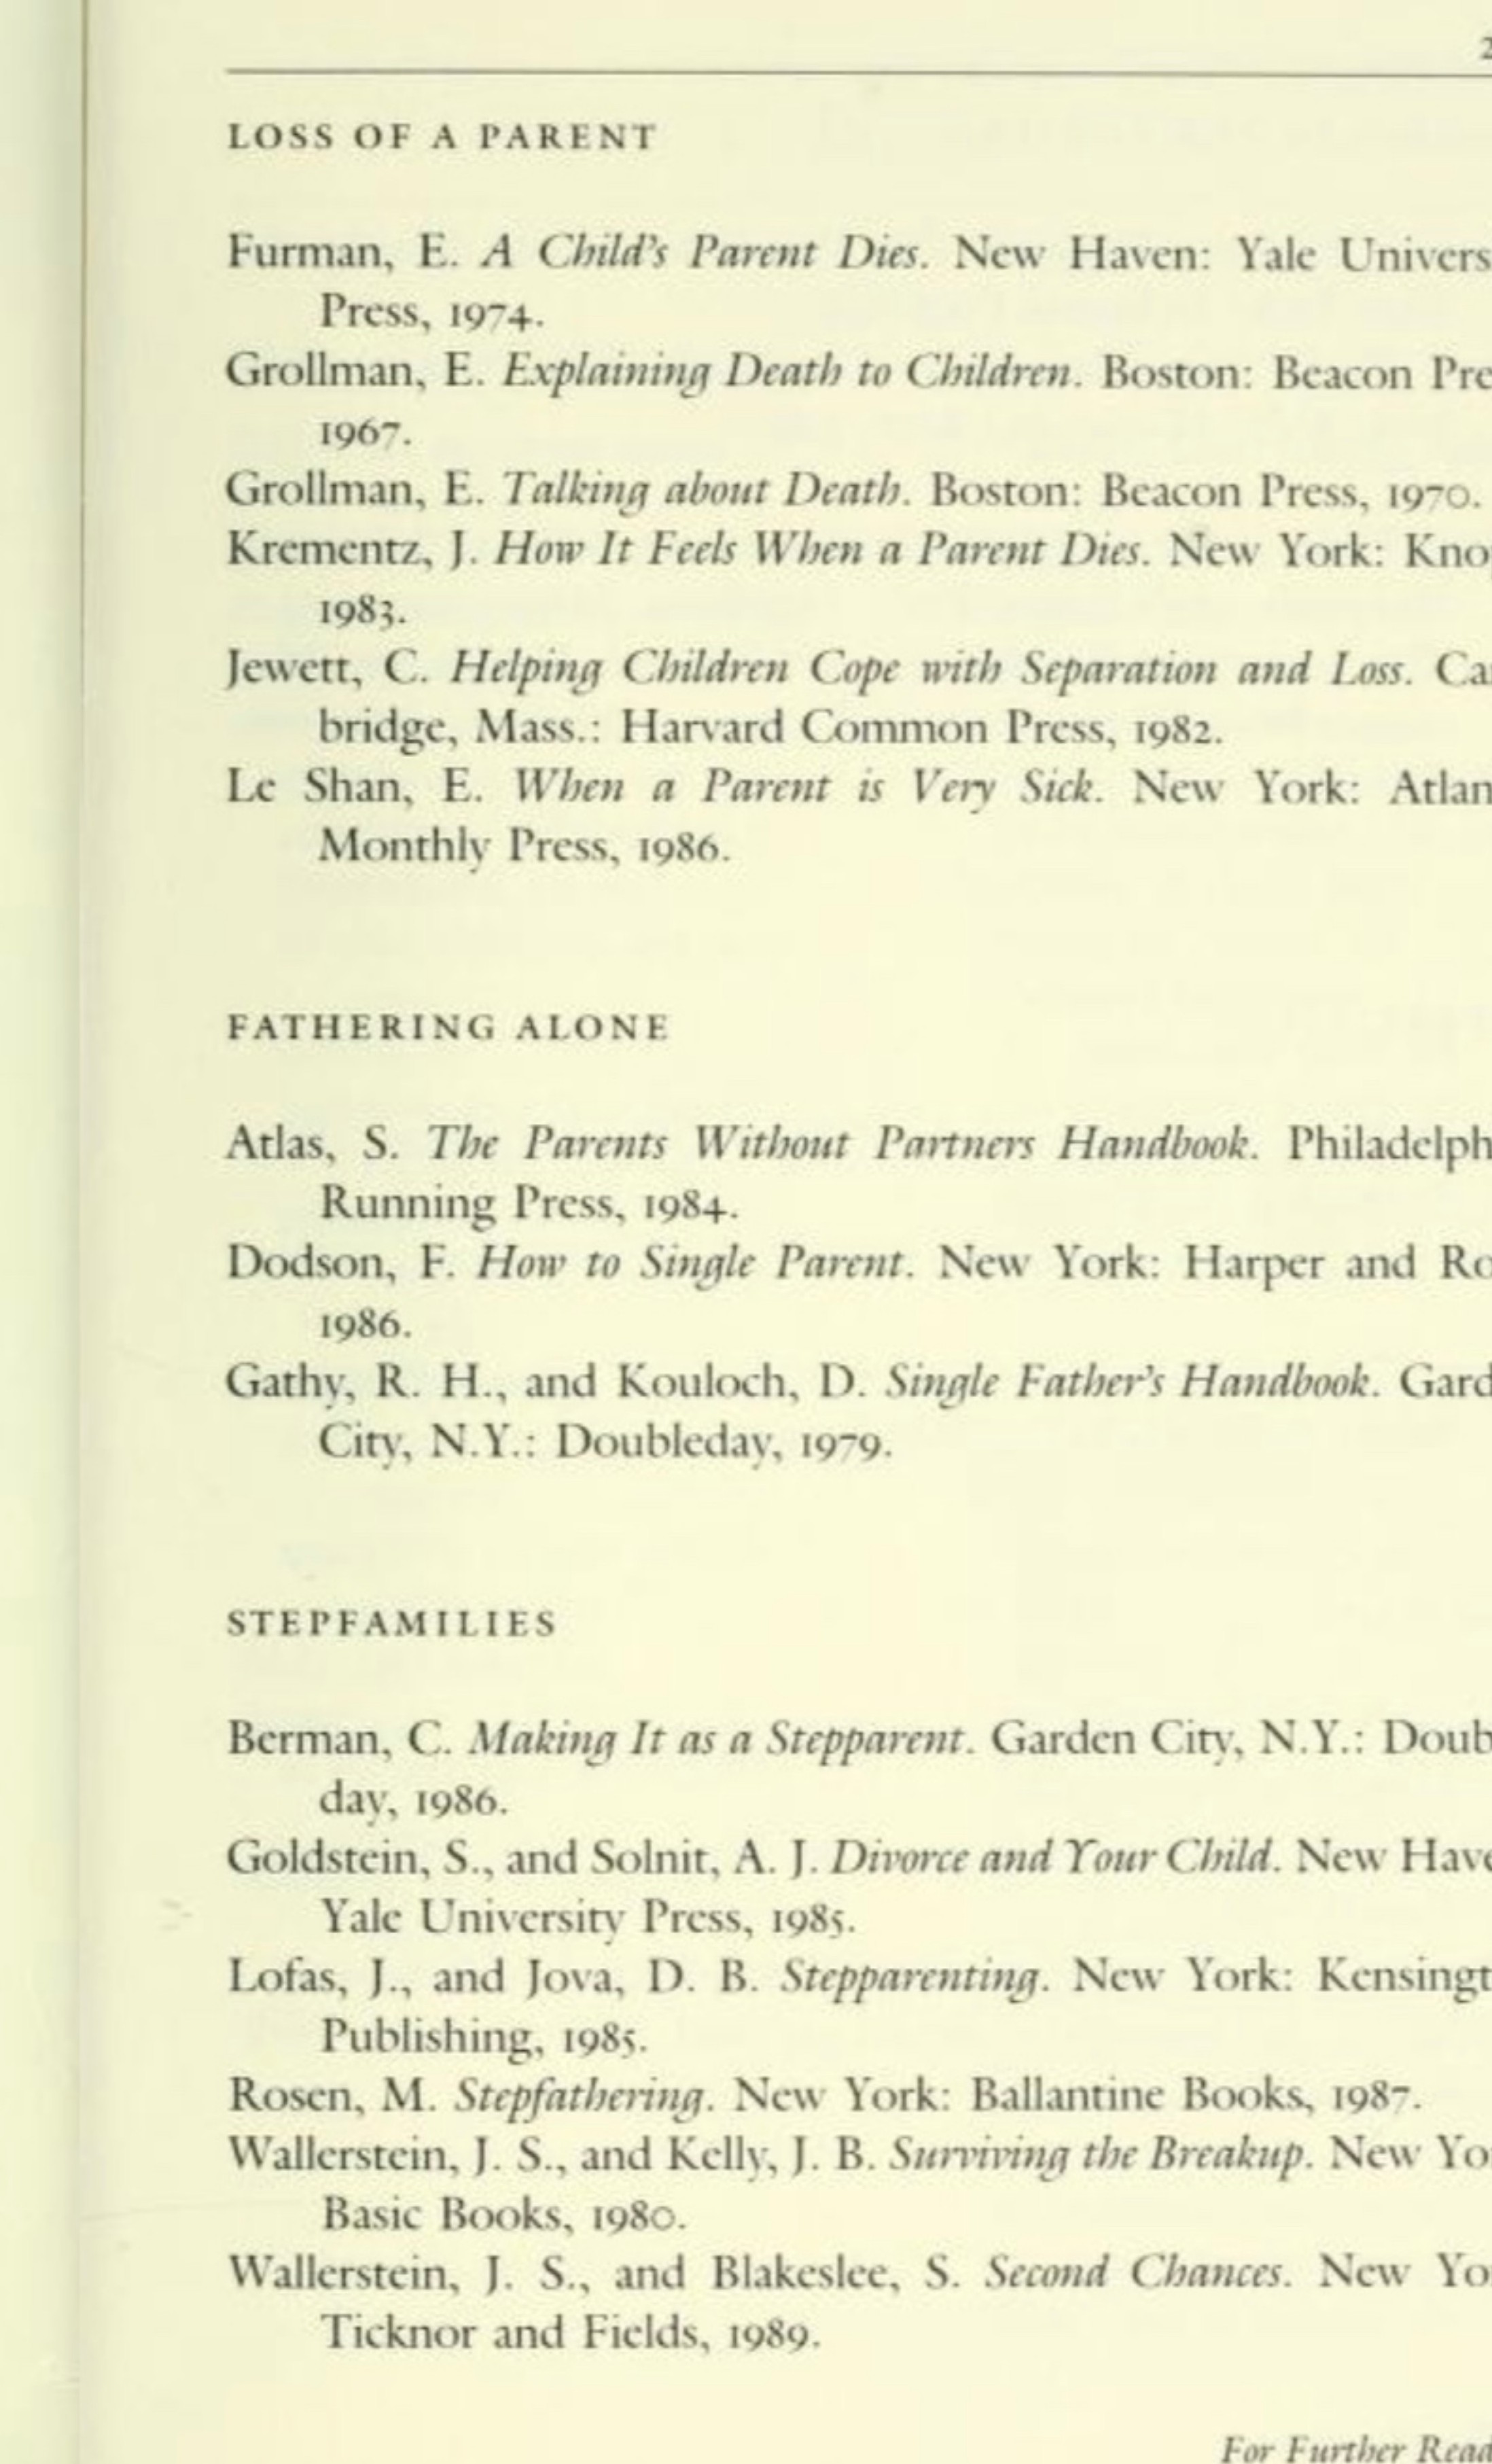 2
LOSS OF A PARENT
Furman, E. A Child's Parent Dies. New Haven: Yale Univers
Press, 1974.
Grollman, E. Explaining Death to Children. Boston: Beacon Pre
1967.
Grollman, E. Talking about Death. Boston: Beacon Press, 1970.
Krementz, J. How It Feels When a Parent Dies. New York: Kno
1983.
Jewett, C. Helping Children Cope with Separation and Loss. Ca
bridge, Mass.: Harvard Common Press, 1982.
Le Shan, E. When a Parent is Very Sick. New York: Atlan
Monthly Press, 1986.
FATHERING ALONE
Atlas, S. The Parents Without Partners Handbook. Philadelph
Running Press, 1984.
Dodson, F. How to Single Parent. New York: Harper and Ro
1986.
Gathy, R. H., and Kouloch, D. Single Father's Handbook. Gard
City, N.Y.: Doubleday, 1979.
STEPFAMILIES
Berman, C. Making It as a Stepparent. Garden City, N.Y.: Doub
day, 1986.
Goldstein, S., and Solnit, A. J. Divorce and Your Child. New Have
Yale University Press, 1985.
Lofas, J., and Jova, D. B. Stepparenting. New York: Kensingt
Publishing, 1985.
Rosen, M. Stepfathering. New York: Ballantine Books, 1987.
Wallerstein, J. S., and Kelly, J. B. Surviving the Breakup. New Yo
Basic Books, 1980.
Wallerstein, J. S., and Blakeslee, S. Second Chances. New Yo
Ticknor and Fields, 1989.
For Further Read